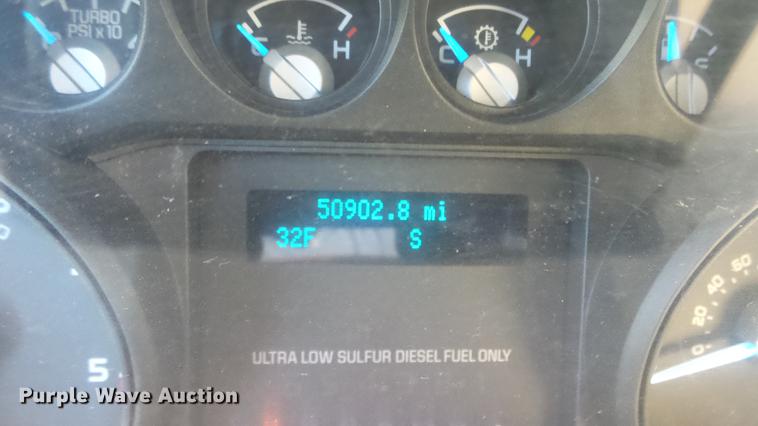 TURBO
PSI x 10
C H
C H
50902.8 mi
32F S
ULTRA LOW SULFUR DIESEL FUEL ONLY
5
0
20
40
60
Purple Wave Auction